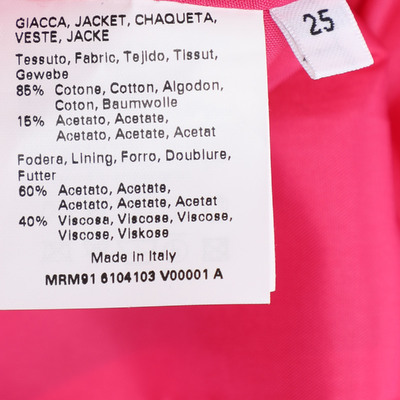 GIACCA, JACKET, CHAQUETA,
VESTE, JACKE
Tessuto, Fabric, Tejido, Tissut,
Gewebe
85% Cotone, Cotton, Algodon,
Coton, Baumwolle
15% Acetato, Acetate,
Acetato, Acetate, Acetat
Fodera, Lining, Forro, Doublure,
Futter
60% Acetato, Acetate,
Acetato, Acetate, Acetat
40% Viscosa, Viscose, Viscose,
Viscose, Viskose
Made in Italy
MRM91 6104103 V00001 A
25